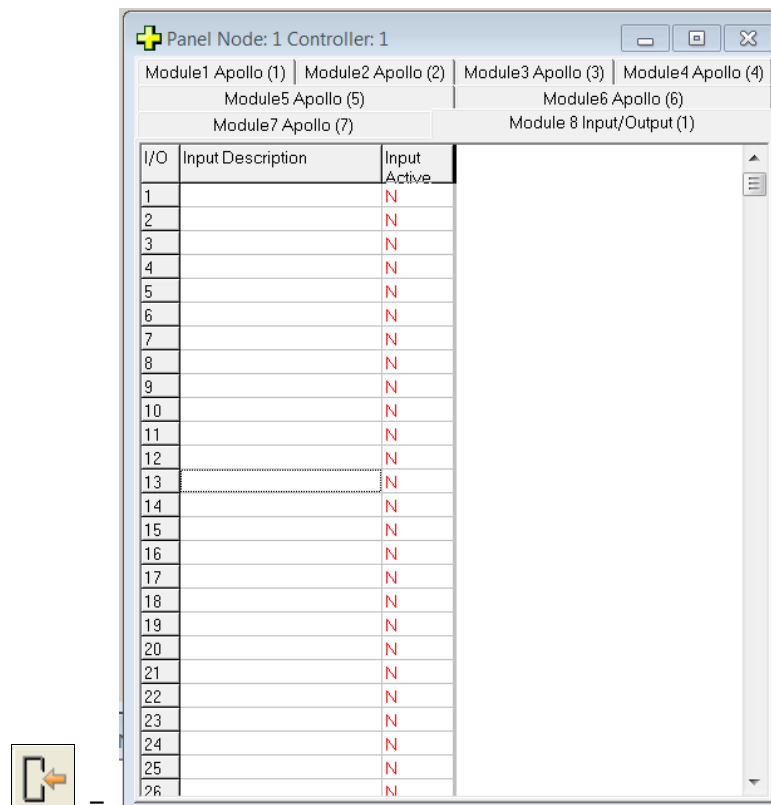 Panel Node: 1 Controller: 1
Module1 Apollo (1) Module2 Apollo (2) Module3 Apollo (3) Module4 Apollo (4)
Module5 Apollo (5) Module6 Apollo (6)
Module7 Apollo (7) Module 8 Input/Output (1)
I/O Input Description Input
Active
1 N
2 N
3 N
4 N
5 N
6 N
7 N
8 N
9 N
10 N
11 N
12 N
13 N
14 N
15 N
16 N
17 N
18 N
19 N
20 N
21 N
22 N
23 N
24 N
25 N
26 N
–